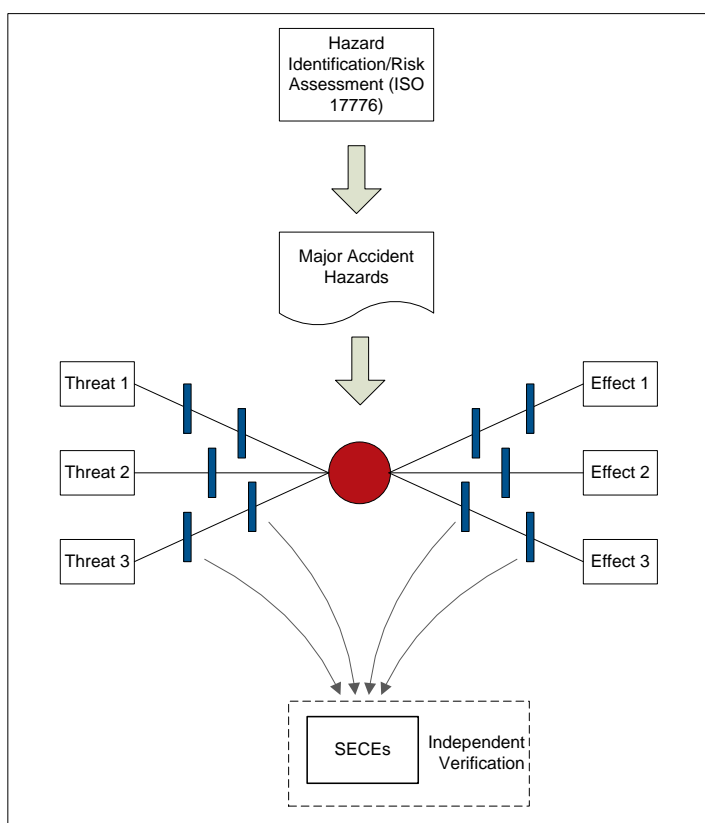 Hazard
Identification/Risk
Assessment (ISO
17776)
Major Accident
Hazards
Threat 1
Effect 1
Threat 2
Effect 2
Threat 3
Effect 3
SECEs
Independent
Verification